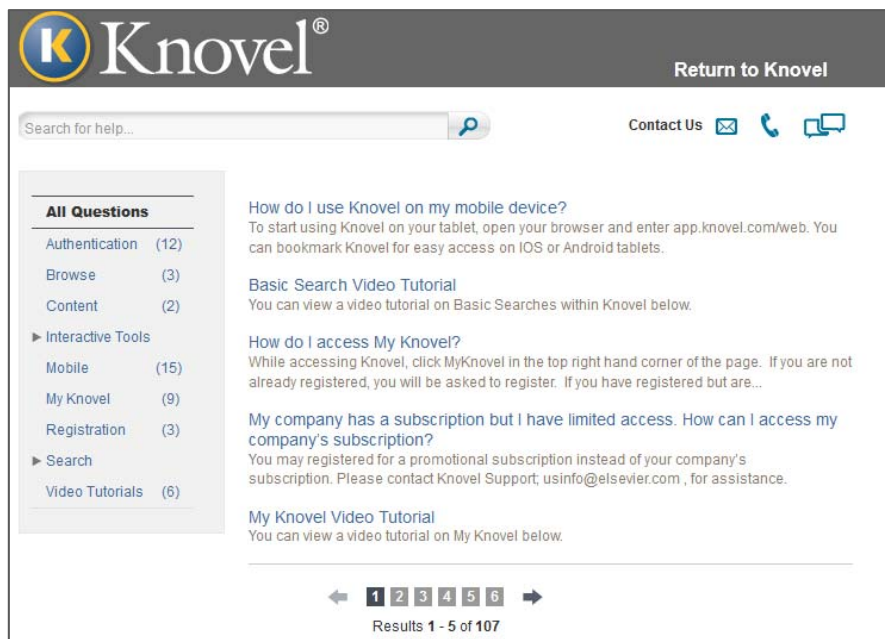 K Knovel®
Return to Knovel
Search for help...
Contact Us
All Questions
Authentication (12)
Browse (3)
Content (2)
Interactive Tools
Mobile (15)
My Knovel (9)
Registration (3)
Search
Video Tutorials (6)
How do I use Knovel on my mobile device?
To start using Knovel on your tablet, open your browser and enter app.knovel.com/web. You
can bookmark Knovel for easy access on IOS or Android tablets.
Basic Search Video Tutorial
You can view a video tutorial on Basic Searches within Knovel below.
How do I access My Knovel?
While accessing Knovel, click MyKnovel in the top right hand corner of the page. If you are not
already registered, you will be asked to register. If you have registered but are...
My company has a subscription but I have limited access. How can I access my
company's subscription?
You may registered for a promotional subscription instead of your company's
subscription. Please contact Knovel Support; usinfo@elsevier.com , for assistance.
My Knovel Video Tutorial
You can view a video tutorial on My Knovel below.
1 2 3 4 5 6
Results 1 - 5 of 107